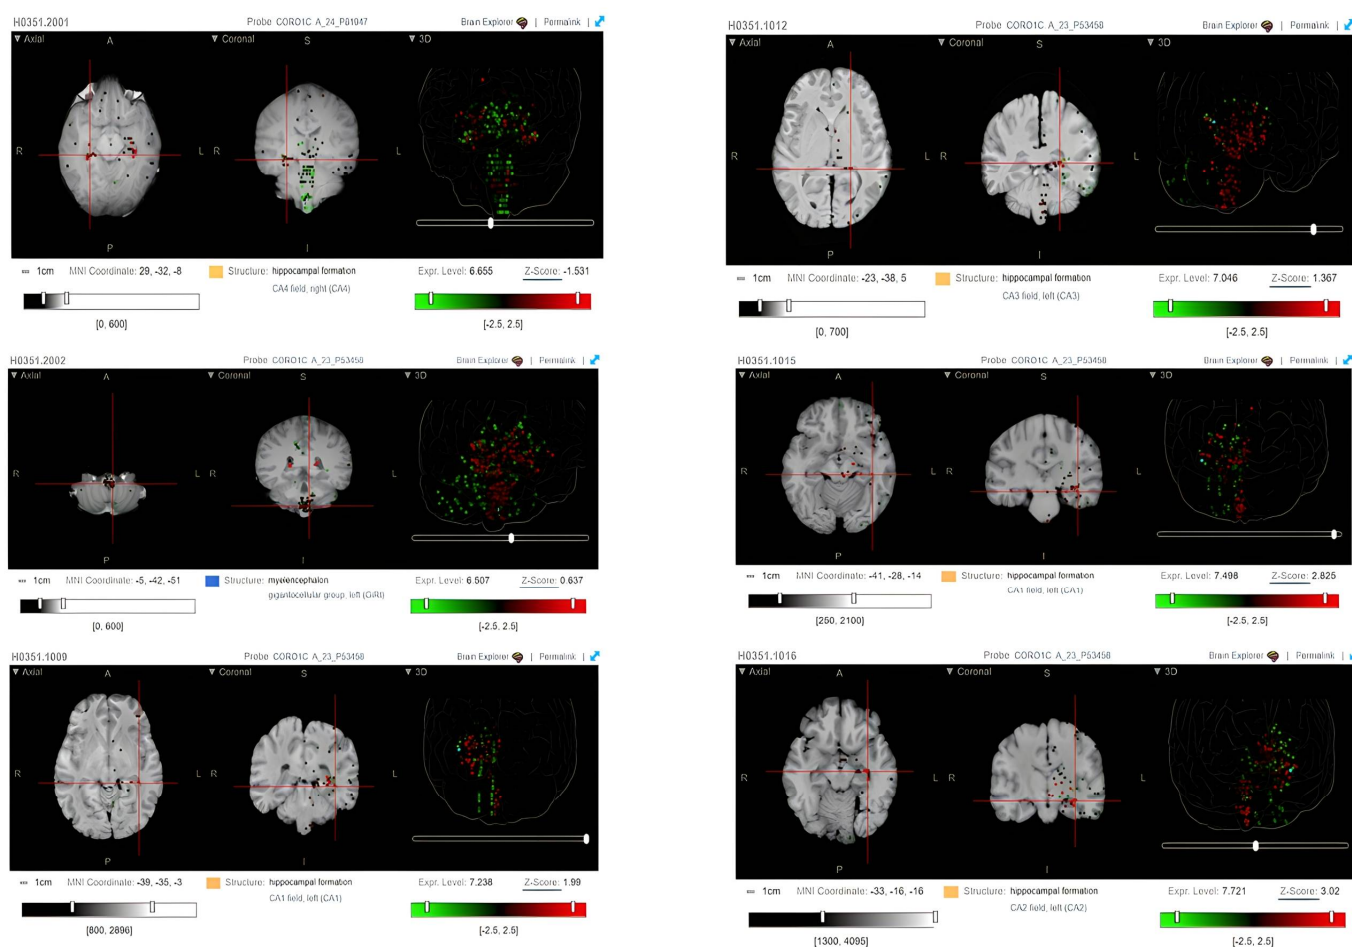 H0351.2001 Probe CORO1C A_24_P81947 Brain Explorer | Permalink |
▼ Axial A ▼ Coronal S ▼ 3D
R L L
P I
1cm MNI Coordinate: 29, -32, -8 Structure: hippocampal formation Expr. Level: 6.655 Z-Score: -1.531
CA4 field, right (CA4)
[0, 600] [-2.5, 2.5]
H0351.1012 Probe CORO1C A_23_P53458 Brain Explorer | Permalink |
▼ Axial A ▼ Coronal S ▼ 3D
R L R L
P I
1cm MNI Coordinate: -23, -38, 5 Structure: hippocampal formation Expr. Level: 7.046 Z-Score: 1.367
CA3 field, left (CA3)
[0, 700] [-2.5, 2.5]
H0351.2002 Probe CORO1C A_23_P53458 Brain Explorer | Permalink |
▼ Axial A ▼ Coronal S ▼ 3D
R L R L
P I
1cm MNI Coordinate: -5, -42, -51 Structure: myelencephalon Expr. Level: 6.507 Z-Score: 0.637
gigantocellular group, left
[0, 600] [-2.5, 2.5]
H0351.1015 Probe CORO1C A_23_P53458 Brain Explorer | Permalink |
▼ Axial A ▼ Coronal S ▼ 3D
R L R L
P I
1cm MNI Coordinate: -41, -28, -14 Structure: hippocampal formation Expr. Level: 7.498 Z-Score: 2.825
CA1 field, left (CA1)
[250, 2100] [-2.5, 2.5]
H0351.1009 Probe CORO1C A_23_P53458 Brain Explorer | Permalink |
▼ Axial A ▼ Coronal S ▼ 3D
R L R L
P I
1cm MNI Coordinate: -39, -35, -3 Structure: hippocampal formation Expr. Level: 7.238 Z-Score: 1.99
CA1 field, left (CA1)
[800, 2896] [-2.5, 2.5]
H0351.1016 Probe CORO1C A_23_P53458 Brain Explorer | Permalink |
▼ Axial A ▼ Coronal S ▼ 3D
R L R L
P I
1cm MNI Coordinate: -33, -16, -16 Structure: hippocampal formation Expr. Level: 7.721 Z-Score: 3.02
CA2 field, left (CA2)
[1300, 4095] [-2.5, 2.5]